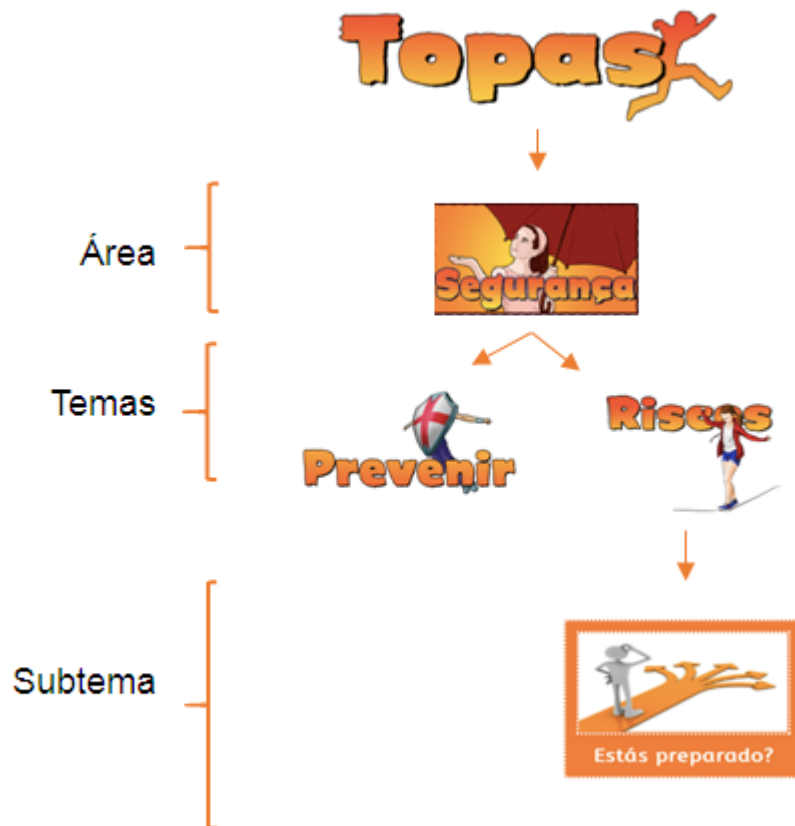 Topas
Área
Segurança
Temas
Prevenir
Riscos
Subtema
Estás preparado?